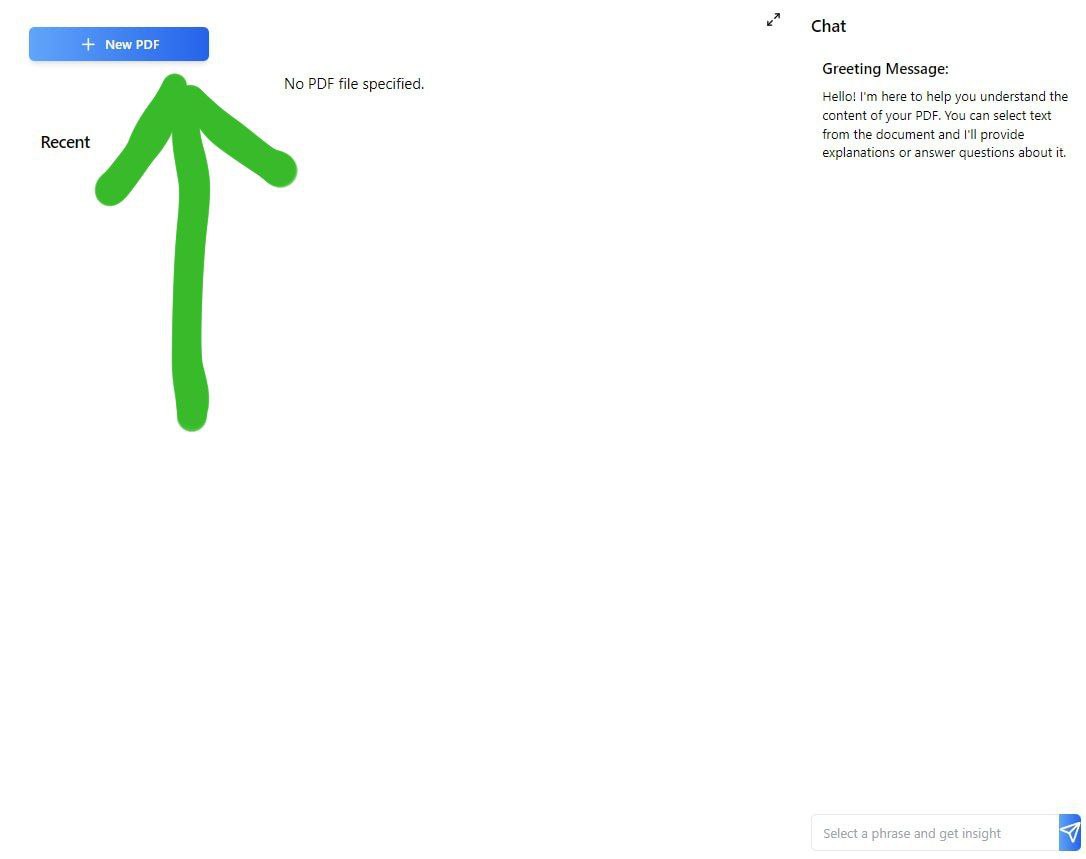 New PDF
No PDF file specified.
Recent
Chat
Greeting Message:
Hello! I'm here to help you understand the
content of your PDF. You can select text
from the document and I'll provide
explanations or answer questions about it.
Select a phrase and get insight